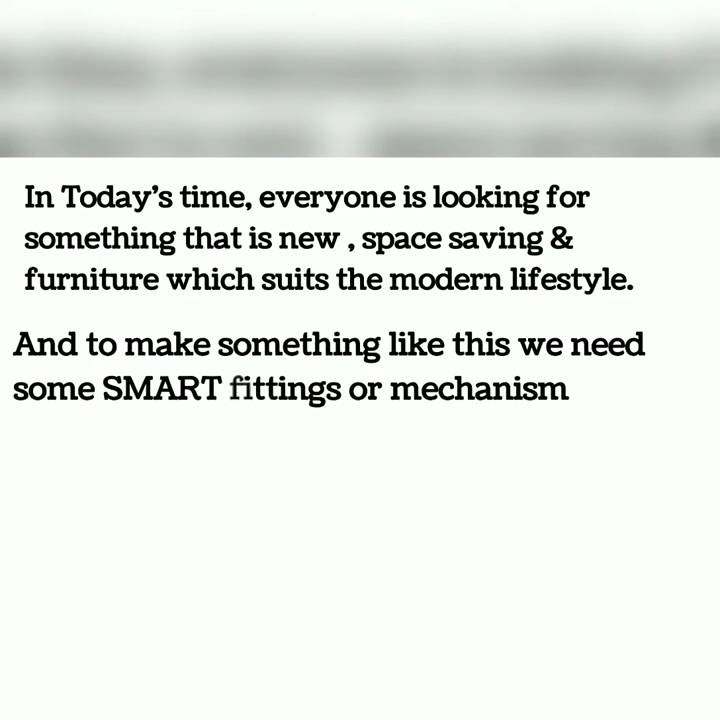 In Today’s time, everyone is looking for
something that is new , space saving &
furniture which suits the modern lifestyle.
And to make something like this we need
some SMART fittings or mechanism